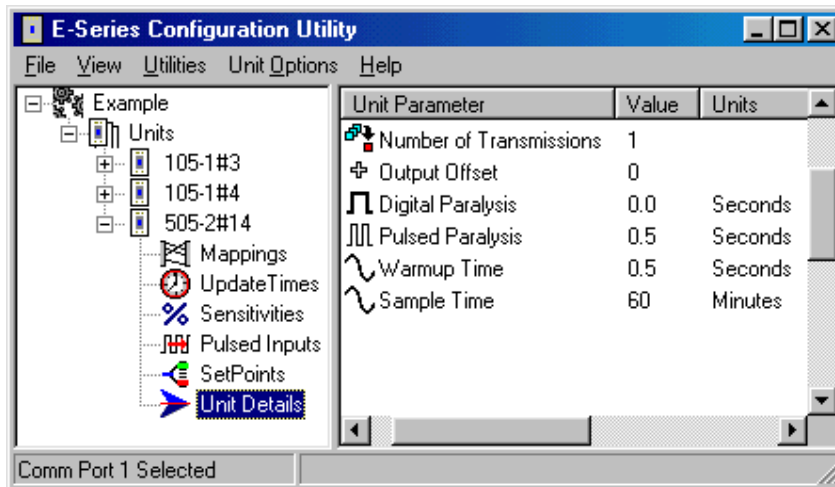 E-Series Configuration Utility
File View Utilities Unit Options Help
Example
Units
105-1#3
105-1#4
505-2#14
Mappings
UpdateTimes
Sensitivities
Pulsed Inputs
SetPoints
Unit Details
Unit Parameter Value Units
Number of Transmissions 1
Output Offset 0
Digital Paralysis 0.0 Seconds
Pulsed Paralysis 0.5 Seconds
Warmup Time 0.5 Seconds
Sample Time 60 Minutes
Comm Port 1 Selected